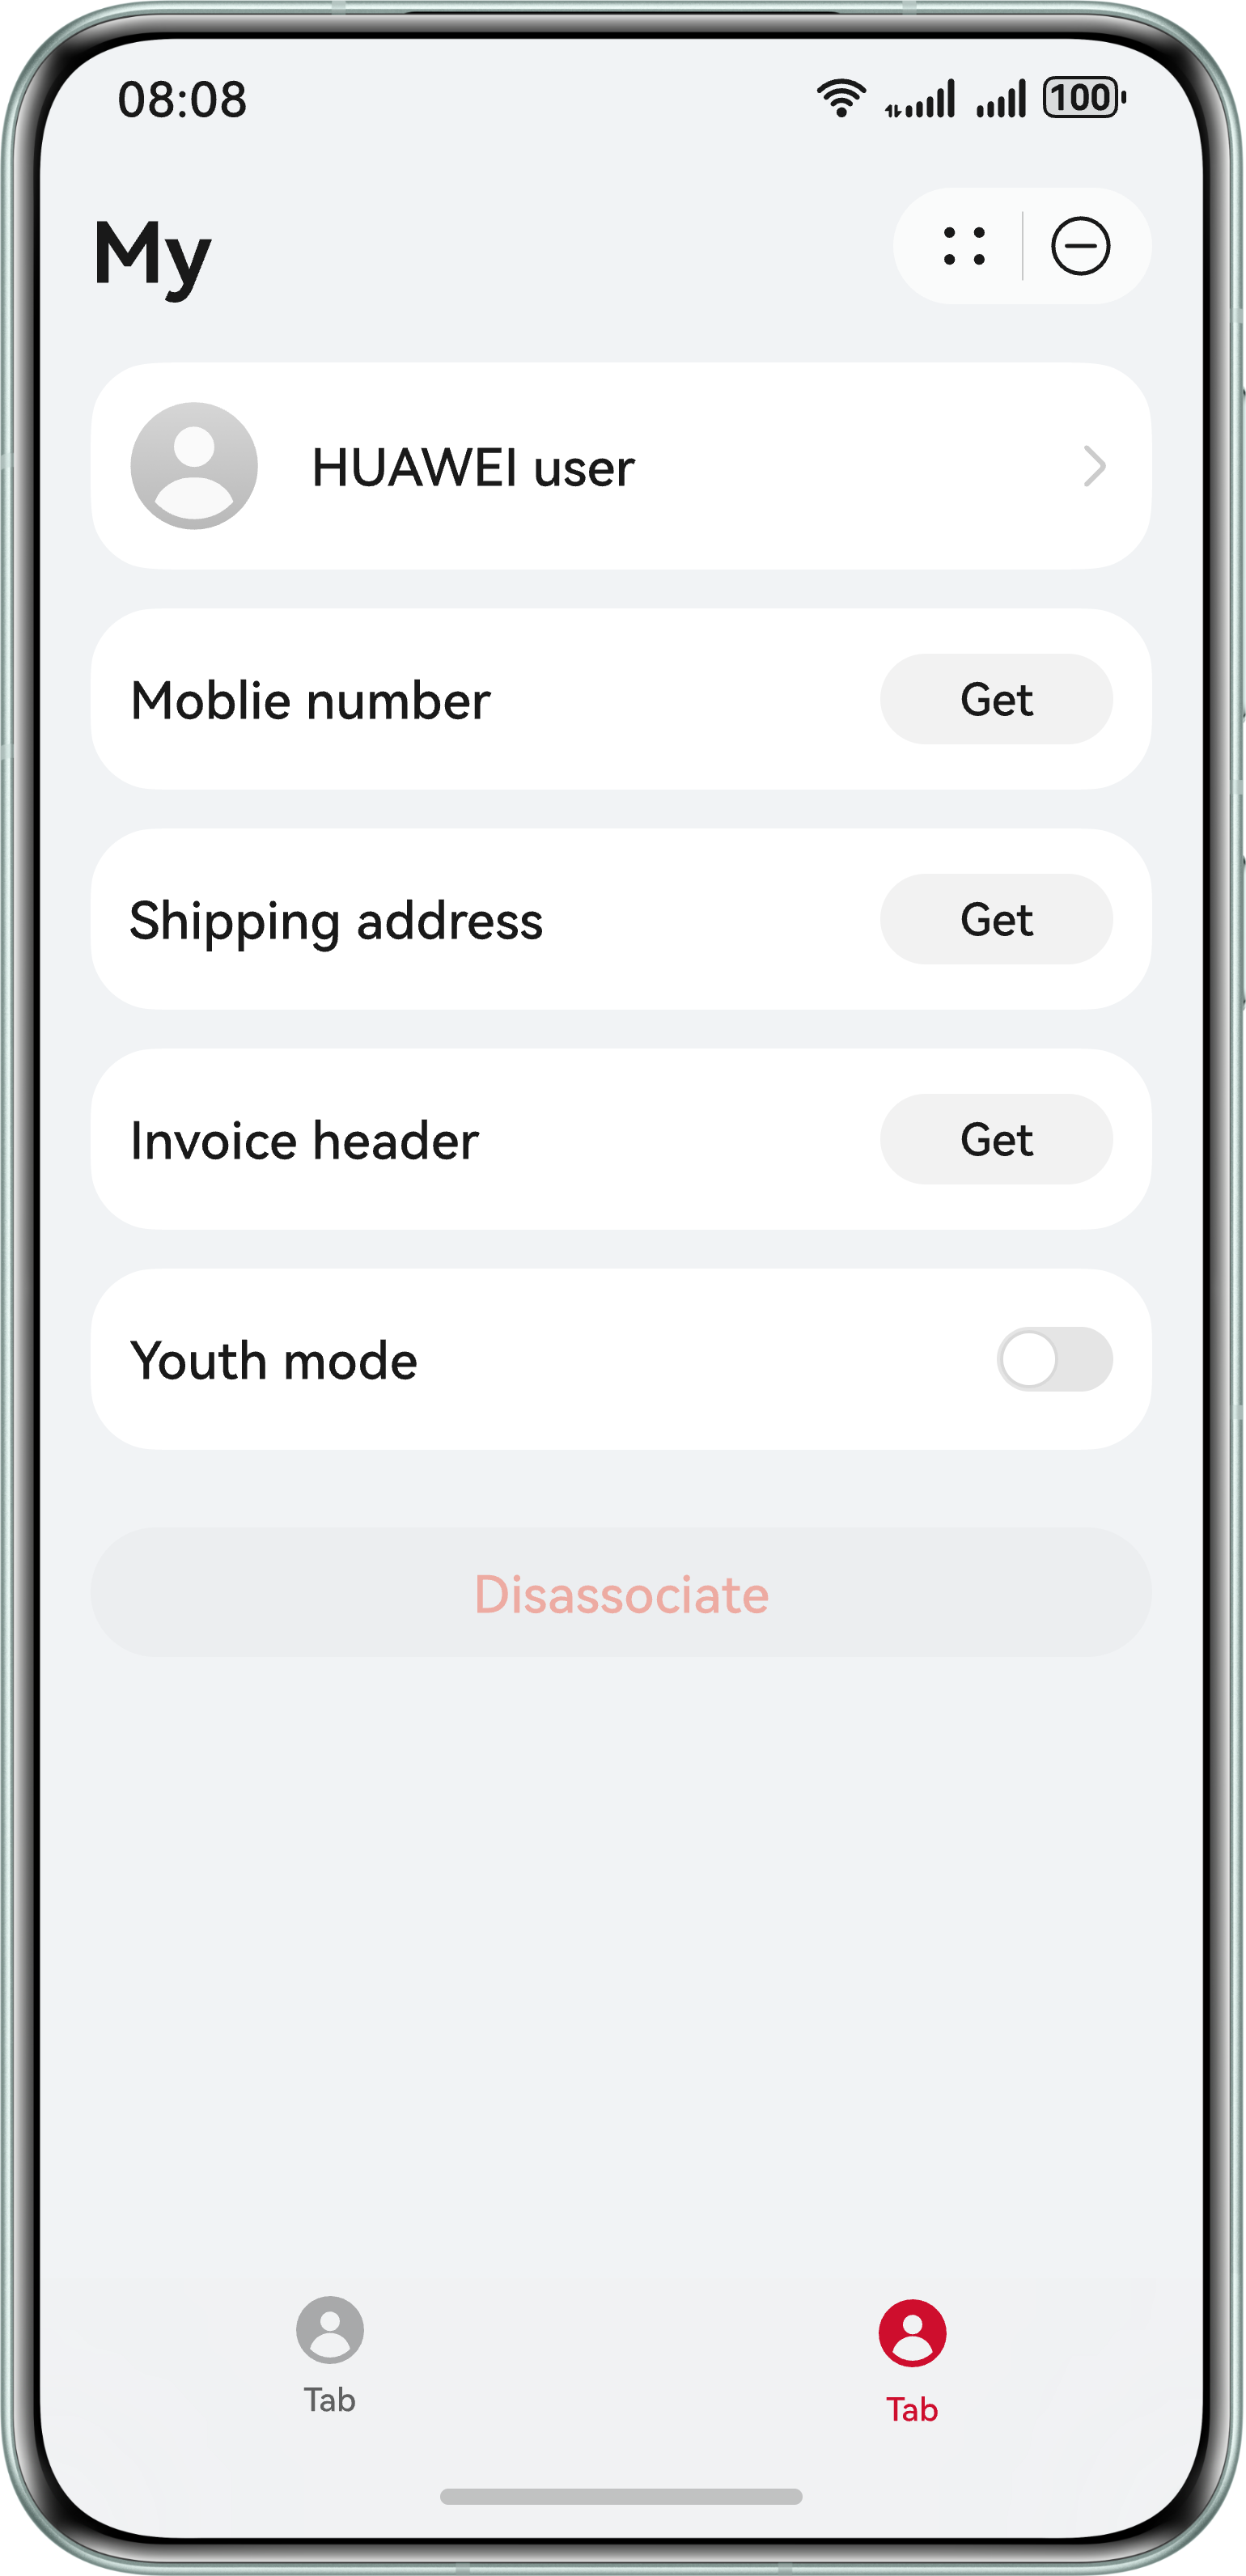 08:08
100
My
HUAWEI user
Moblie number
Get
Shipping address
Get
Invoice header
Get
Youth mode
Disassociate
Tab
Tab